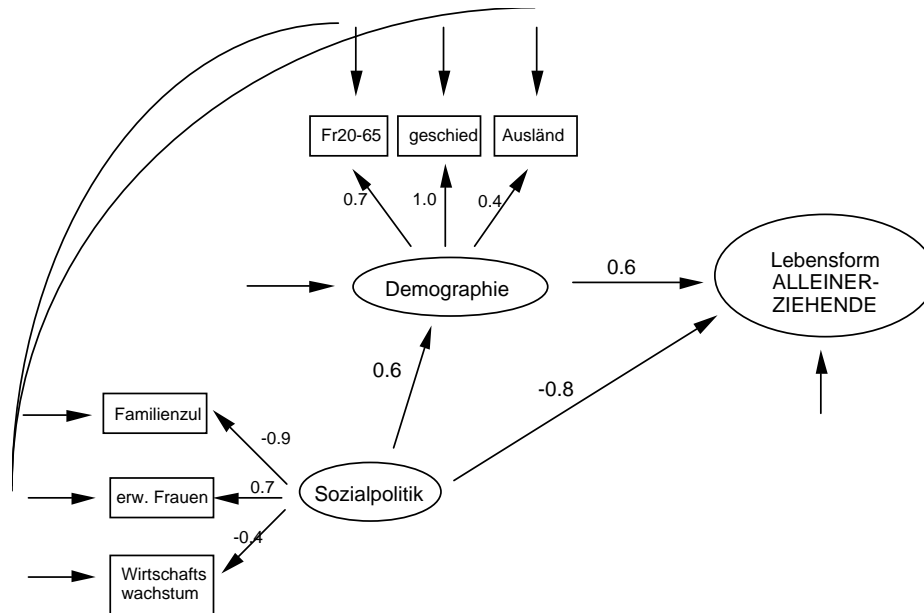 Fr20-65
geschied
Ausländ
0.7
1.0
0.4
Demographie
0.6
Lebensform
ALLEINER-
ZIEHENDE
0.6
-0.8
Familienzul
-0.9
erw. Frauen
0.7
Sozialpolitik
-0.4
Wirtschafts
wachstum